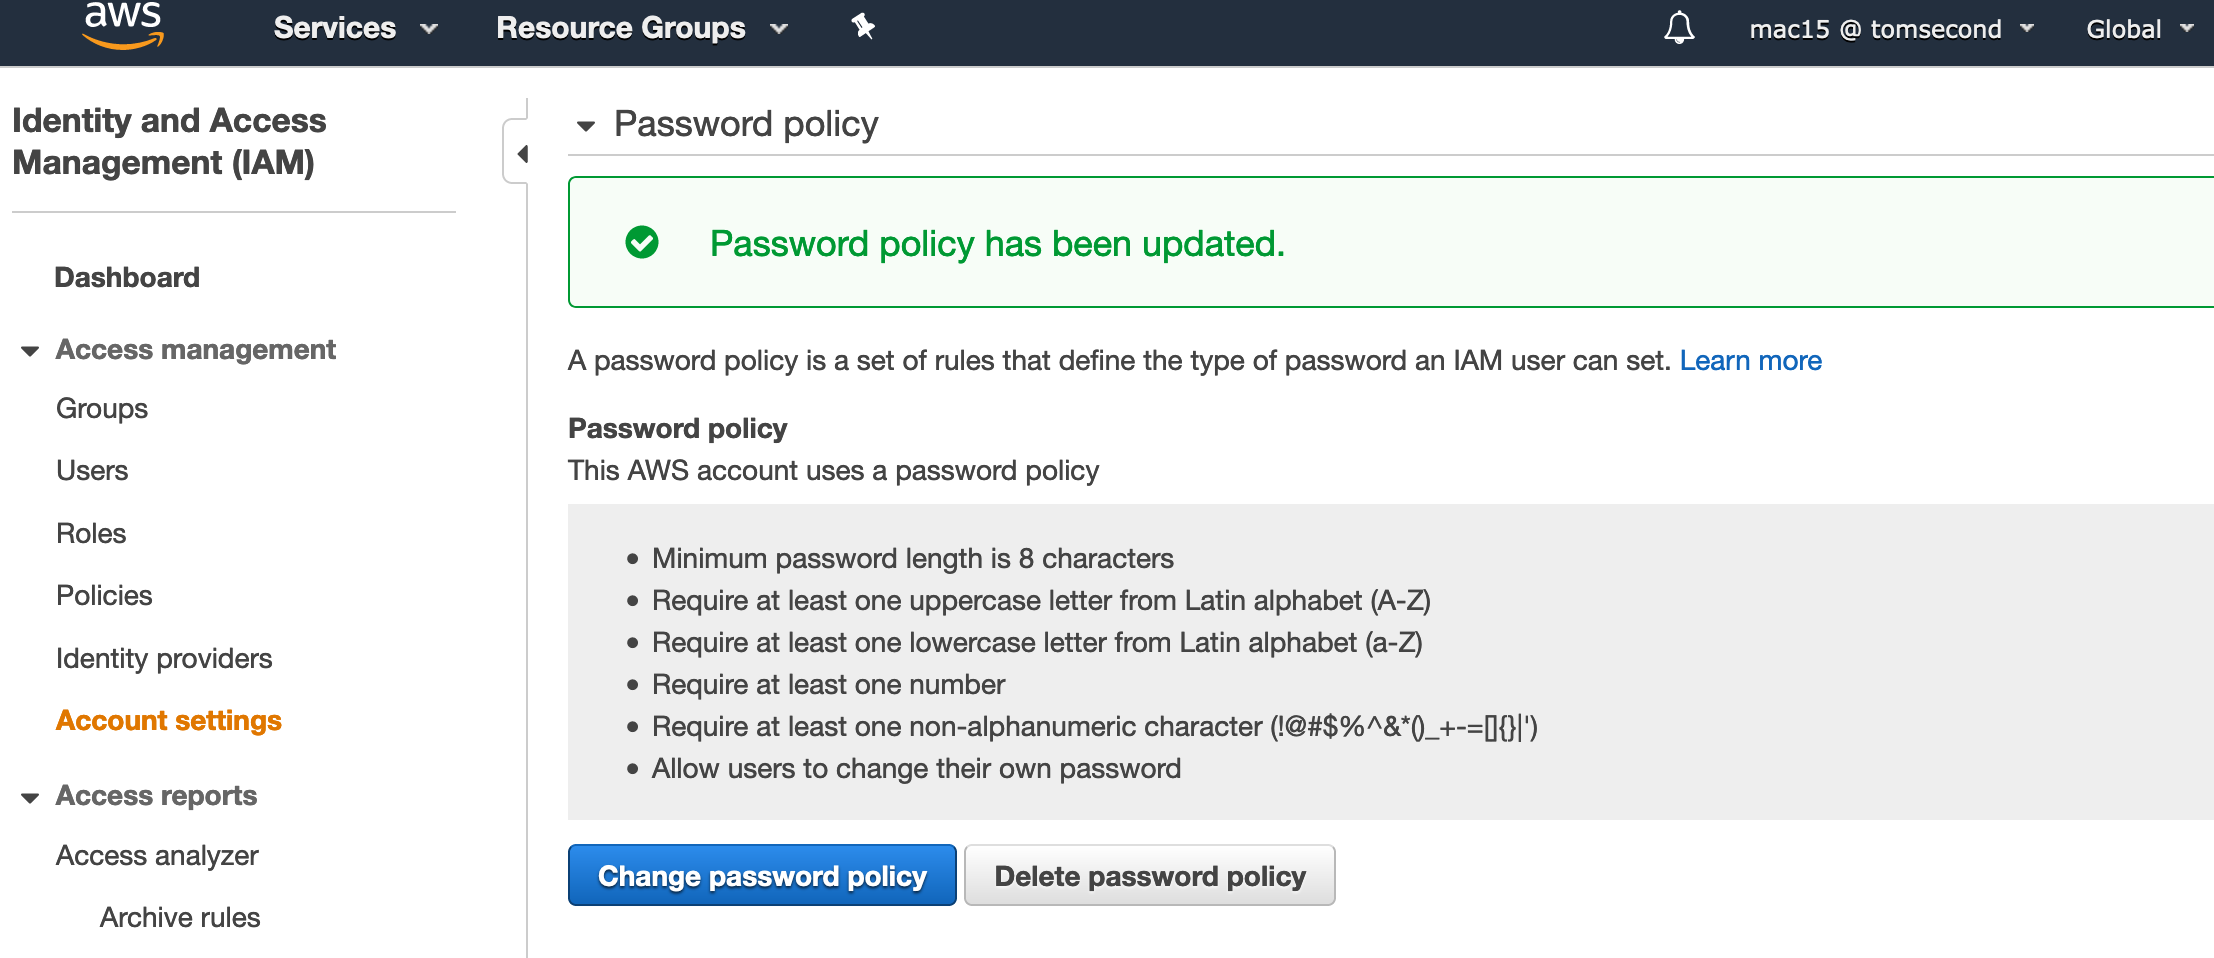 aws Services Resource Groups mac15 @ tomsecond Global
Identity and Access
Management (IAM)
Dashboard
Access management
Groups
Users
Roles
Policies
Identity providers
Account settings
Access reports
Access analyzer
Archive rules
Password policy
Password policy has been updated.
A password policy is a set of rules that define the type of password an IAM user can set. Learn more
Password policy
This AWS account uses a password policy
• Minimum password length is 8 characters
• Require at least one uppercase letter from Latin alphabet (A-Z)
• Require at least one lowercase letter from Latin alphabet (a-Z)
• Require at least one number
• Require at least one non-alphanumeric character (!@#$%^&*()_+-=[]{}|')
• Allow users to change their own password
Change password policy Delete password policy